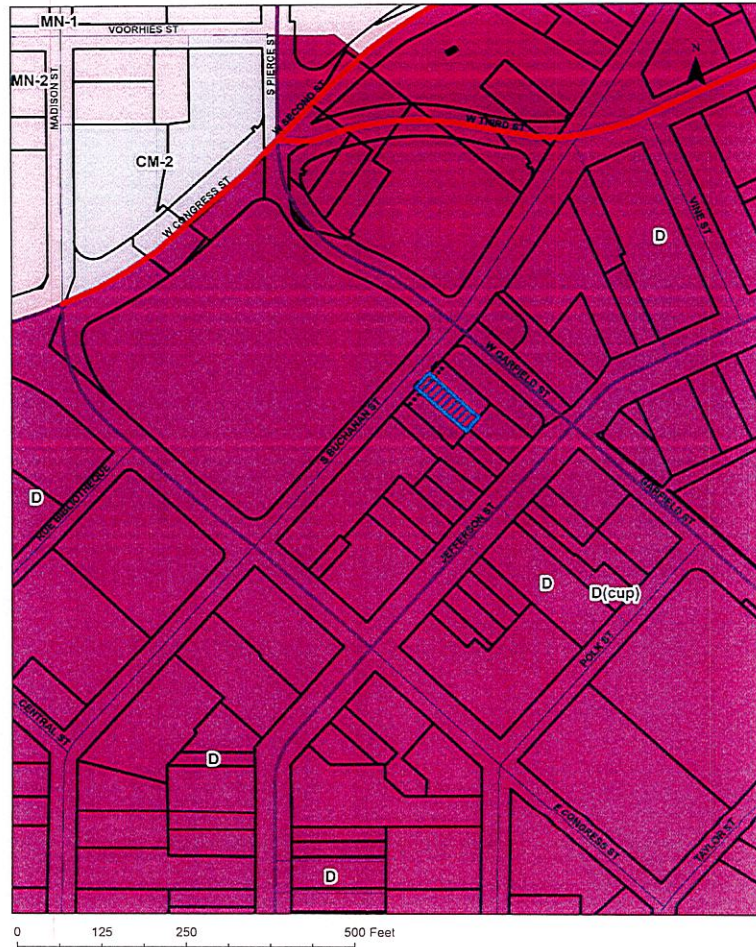 MN-1
VOORHIES ST
MN-2
MADISON ST
S PIERCE ST
W SECOND ST
N
W THIRD ST
CM-2
W CONGRESS ST
VINE ST
D
W GARFIELD ST
S BUCHANAN ST
D
RUE BIBLIOTHEQUE
JEFFERSON ST
GARFIELD ST
D
D(cup)
POLK ST
CENTRAL ST
D
E CONGRESS ST
TAYLOR ST
D
0 125 250 500 Feet